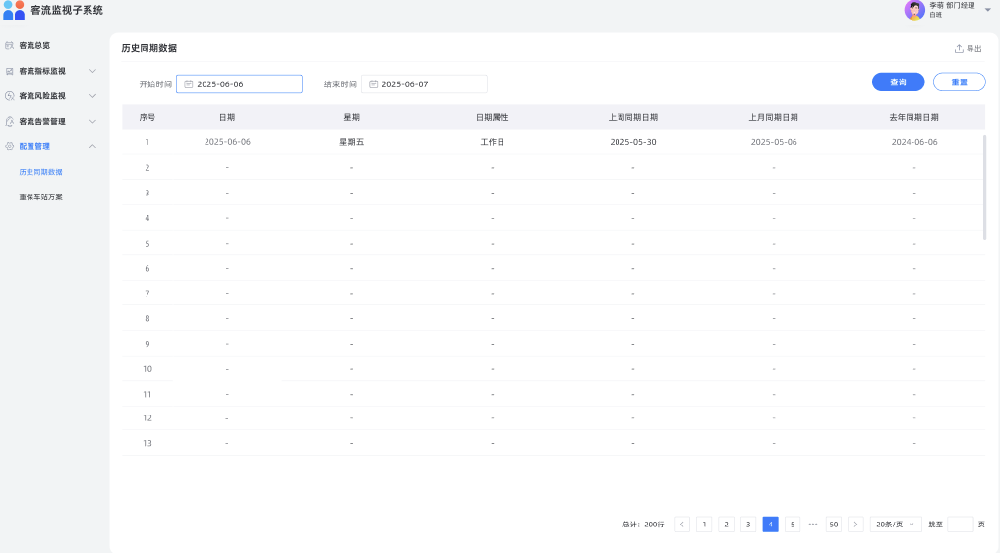 客流监视子系统
李萌 部门经理
白班
客流总览
客流指标监视
客流风险监视
客流告警管理
配置管理
历史同期数据
重保车站方案
历史同期数据
导出
开始时间 2025-06-06 结束时间 2025-06-07 查询 重置
序号 日期 星期 日期属性 上周同期日期 上月同期日期 去年同期日期
1 2025-06-06 星期五 工作日 2025-05-30 2025-05-06 2024-06-06
2 - - - - - -
3 - - - - - -
4 - - - - - -
5 - - - - - -
6 - - - - - -
7 - - - - - -
8 - - - - - -
9 - - - - - -
10 - - - - - -
11 - - - - - -
12 - - - - - -
13 - - - - - -
总计：200行 1 2 3 4 5 ••• 50 20条/页 跳至 页